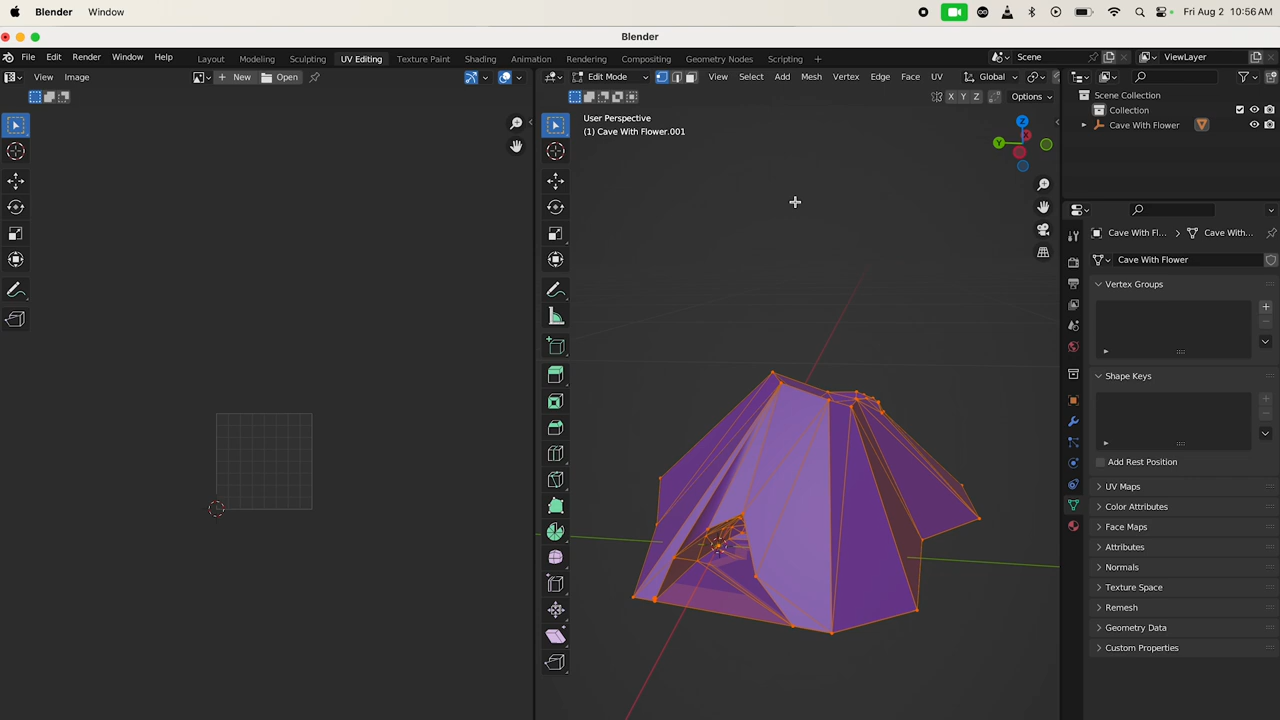 Blender Window Fri Aug 2 10:56 AM
Blender
File Edit Render Window Help Layout Modeling Sculpting UV Editing Texture Paint Shading Animation Rendering Compositing Geometry Nodes Scripting + Scene ViewLayer
View Image New Open Edit Mode View Select Add Mesh Vertex Edge Face UV Global
X Y Z Options
Scene Collection
Collection
Cave With Flower
User Perspective
(1) Cave With Flower.001
Z
X
Y
Cave With Fl... Cave With...
Cave With Flower
Vertex Groups
Shape Keys
Add Rest Position
UV Maps
Color Attributes
Face Maps
Attributes
Normals
Texture Space
Remesh
Geometry Data
Custom Properties